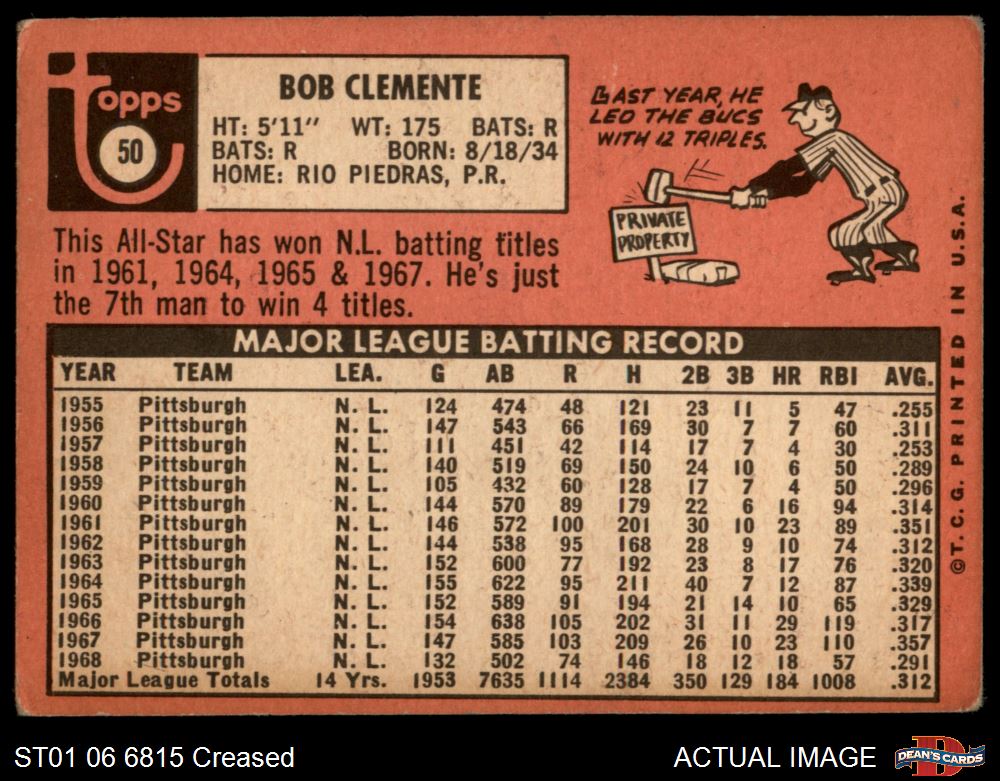 topps
50
BOB CLEMENTE
HT: 5'11" WT: 175 BATS: R
BATS: R BORN: 8/18/34
HOME: RIO PIEDRAS, P.R.
LAST YEAR, HE
LED THE BUCS
WITH 12 TRIPLES.
PRIVATE
PROPERTY
This All-Star has won N.L. batting titles
in 1961, 1964, 1965 & 1967. He's just
the 7th man to win 4 titles.
MAJOR LEAGUE BATTING RECORD
YEAR TEAM LEA. G AB R H 2B 3B HR RBI AVG.
1955 Pittsburgh N. L. 124 474 48 121 23 11 5 47 .255
1956 Pittsburgh N. L. 147 543 66 169 30 7 7 60 .311
1957 Pittsburgh N. L. 111 451 42 114 17 7 4 30 .253
1958 Pittsburgh N. L. 140 519 69 150 24 10 6 50 .289
1959 Pittsburgh N. L. 105 432 60 128 17 7 4 50 .296
1960 Pittsburgh N. L. 144 570 89 179 22 6 16 94 .314
1961 Pittsburgh N. L. 146 572 100 201 30 10 23 89 .351
1962 Pittsburgh N. L. 144 538 95 168 28 9 10 74 .312
1963 Pittsburgh N. L. 152 600 77 192 23 8 17 76 .320
1964 Pittsburgh N. L. 155 622 95 211 40 7 12 87 .339
1965 Pittsburgh N. L. 152 589 91 194 21 14 10 65 .329
1966 Pittsburgh N. L. 154 638 105 202 31 11 29 119 .317
1967 Pittsburgh N. L. 147 585 103 209 26 10 23 110 .357
1968 Pittsburgh N. L. 132 502 74 146 18 12 18 57 .291
Major League Totals 14 Yrs. 1953 7635 1114 2384 350 129 184 1008 .312
©T. C. G. PRINTED IN U.S.A.
ST01 06 6815 Creased
ACTUAL IMAGE
D
DEAN'S CARDS